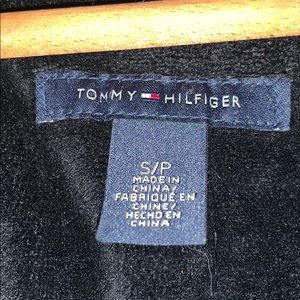 TOMMY HILFIGER
S/P
MADE IN
CHINA/
FABRIQUÉ EN
CHINE/
HECHO EN
CHINA